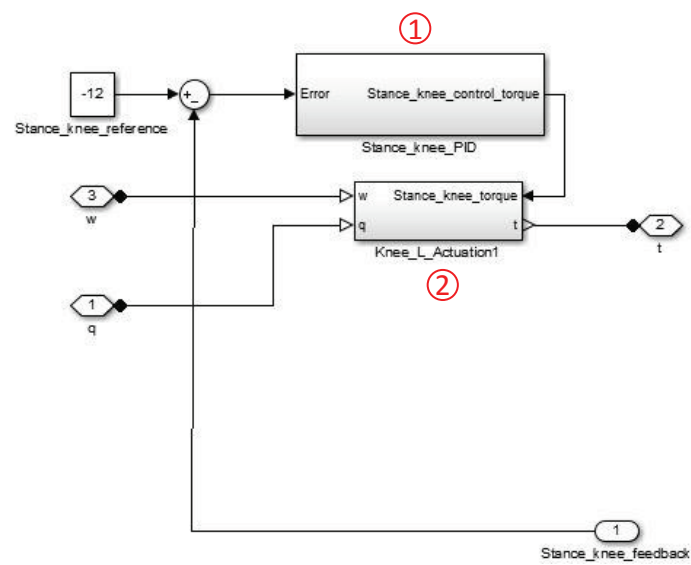 ①
-12
+
_
Error
Stance_knee_control_torque
Stance_knee_reference
Stance_knee_PID
3
w
w
Stance_knee_torque
q
t
2
t
Knee_L_Actuation1
②
1
q
1
Stance_knee_feedback